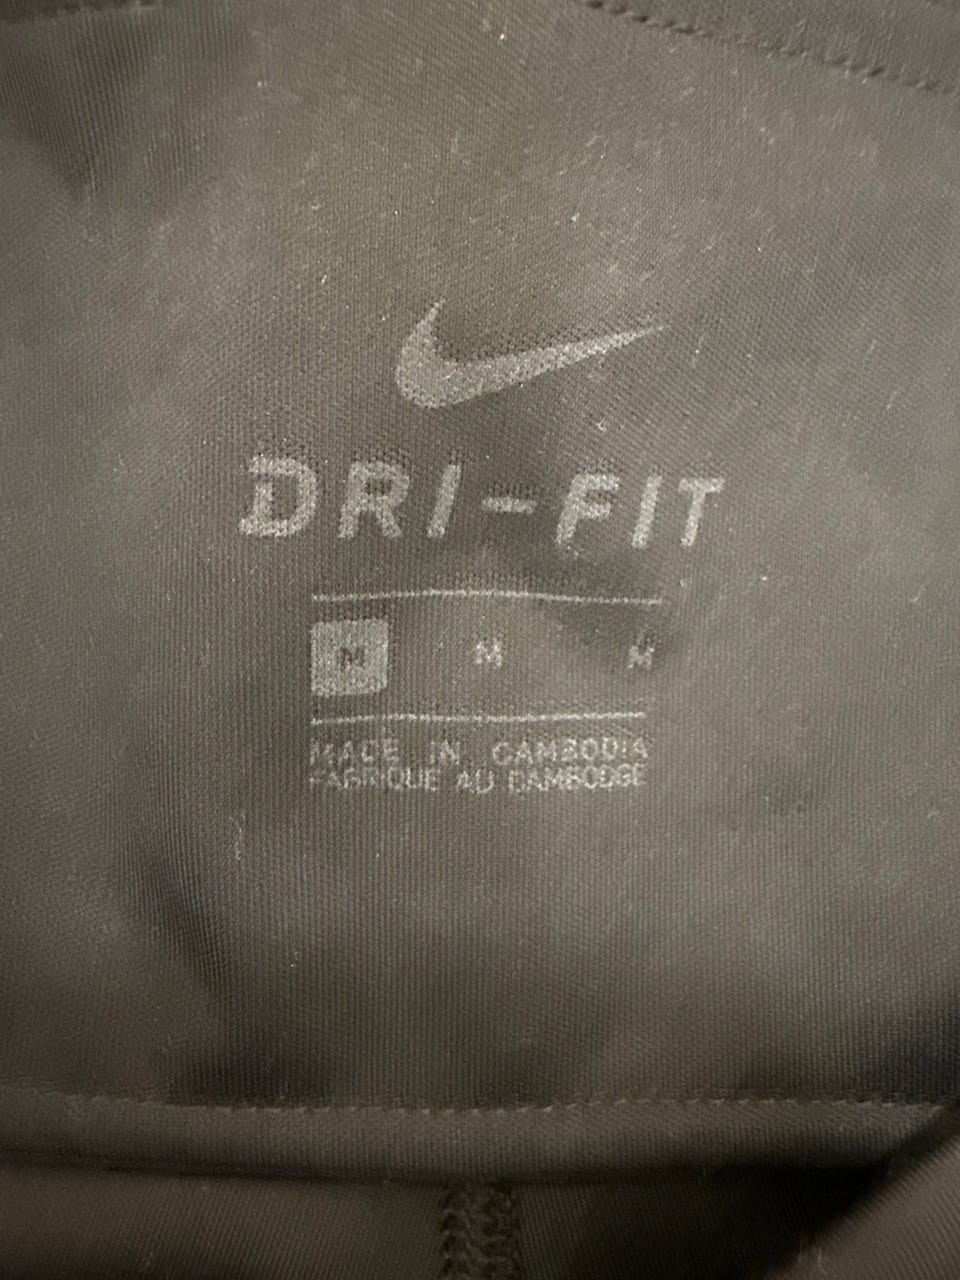 DRI-FIT
M M M
MADE IN CAMBODIA
FABRIQUE AU CAMBODGE